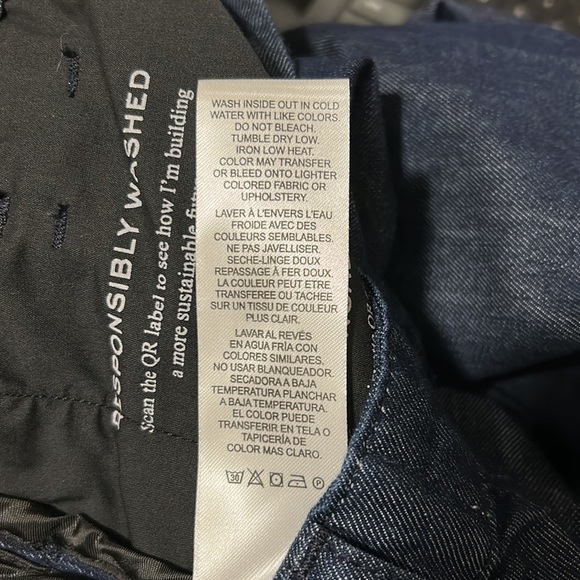 RESPONSIBLY WASHED
Scan the QR label to see how I'm building
a more sustainable
WASH INSIDE OUT IN COLD
WATER WITH LIKE COLORS
DO NOT BLEACH.
TUMBLE DRY LOW.
IRON LOW HEAT.
COLOR MAY TRANSFER
OR BLEED ONTO LIGHTER
COLORED FABRIC OR
UPHOLSTERY.
LAVER À L'ENVERS L'EAU
FROIDE AVEC DES
COULEURS SEMBLABLES.
NE PAS JAVELLISER.
SECHE-LINGE DOUX
REPASSAGE À FER DOUX.
LA COULEUR PEUT ETRE
TRANSFEREE OU TACHEE
SUR UN TISSU DE COULEUR
PLUS CLAIR.
LAVAR AL REVÉS
EN AGUA FRÍA CON
COLORES SIMILARES.
NO USAR BLANQUEADOR.
SECADORA A BAJA
TEMPERATURA PLANCHAR
A BAJA TEMPERATURA.
EL COLOR PUEDE
TRANSFERIR EN TELA O
TAPICERÍA DE
COLOR MAS CLARO.
30 P